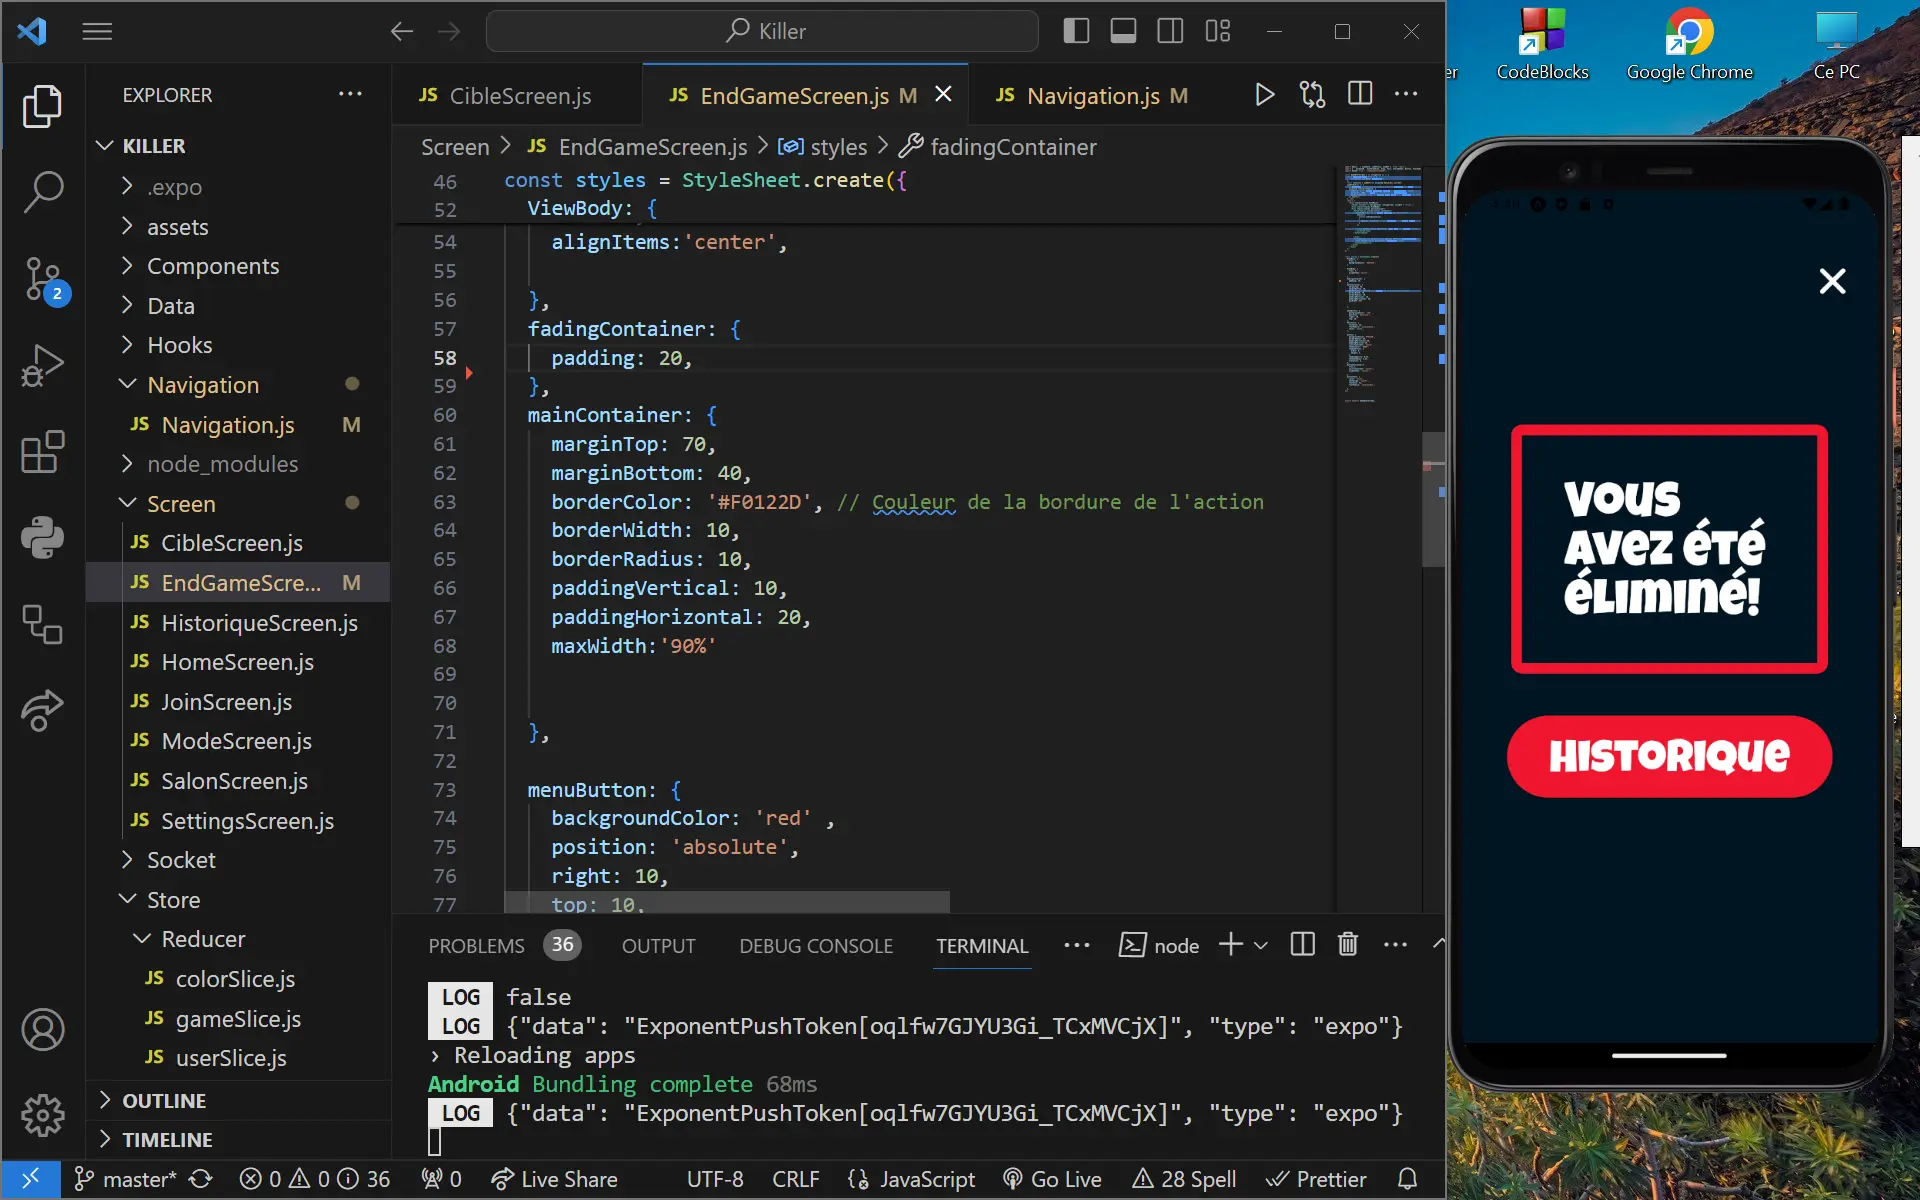 Killer
EXPLORER
KILLER
.expo
assets
Components
Data
Hooks
Navigation
JS Navigation.js M
node_modules
Screen
JS CibleScreen.js
JS EndGameScre... M
JS HistoriqueScreen.js
JS HomeScreen.js
JS JoinScreen.js
JS ModeScreen.js
JS SalonScreen.js
JS SettingsScreen.js
Socket
Store
Reducer
JS colorSlice.js
JS gameSlice.js
JS userSlice.js
OUTLINE
TIMELINE
2
JS CibleScreen.js
JS EndGameScreen.js M
JS Navigation.js M
Screen > JS EndGameScreen.js > styles > fadingContainer
46 const styles = StyleSheet.create({
52 ViewBody: {
54 alignItems:'center',
55
56 },
57 fadingContainer: {
58 padding: 20,
59 },
60 mainContainer: {
61 marginTop: 70,
62 marginBottom: 40,
63 borderColor: '#F0122D', // Couleur de la bordure de l'action
64 borderWidth: 10,
65 borderRadius: 10,
66 paddingVertical: 10,
67 paddingHorizontal: 20,
68 maxWidth:'90%'
69
70
71 },
72
73 menuButton: {
74 backgroundColor: 'red' ,
75 position: 'absolute',
76 right: 10,
77 top: 10,
PROBLEMS 36 OUTPUT DEBUG CONSOLE TERMINAL node
LOG false
LOG {"data": "ExponentPushToken[oqlfw7GJYU3Gi_TCxMVCjX]", "type": "expo"}
› Reloading apps
Android Bundling complete 68ms
LOG {"data": "ExponentPushToken[oqlfw7GJYU3Gi_TCxMVCjX]", "type": "expo"}
master* 0 0 36 0 Live Share UTF-8 CRLF JavaScript Go Live 28 Spell Prettier
er
CodeBlocks
Google Chrome
Ce PC
Vous
avez été
éliminé!
Historique